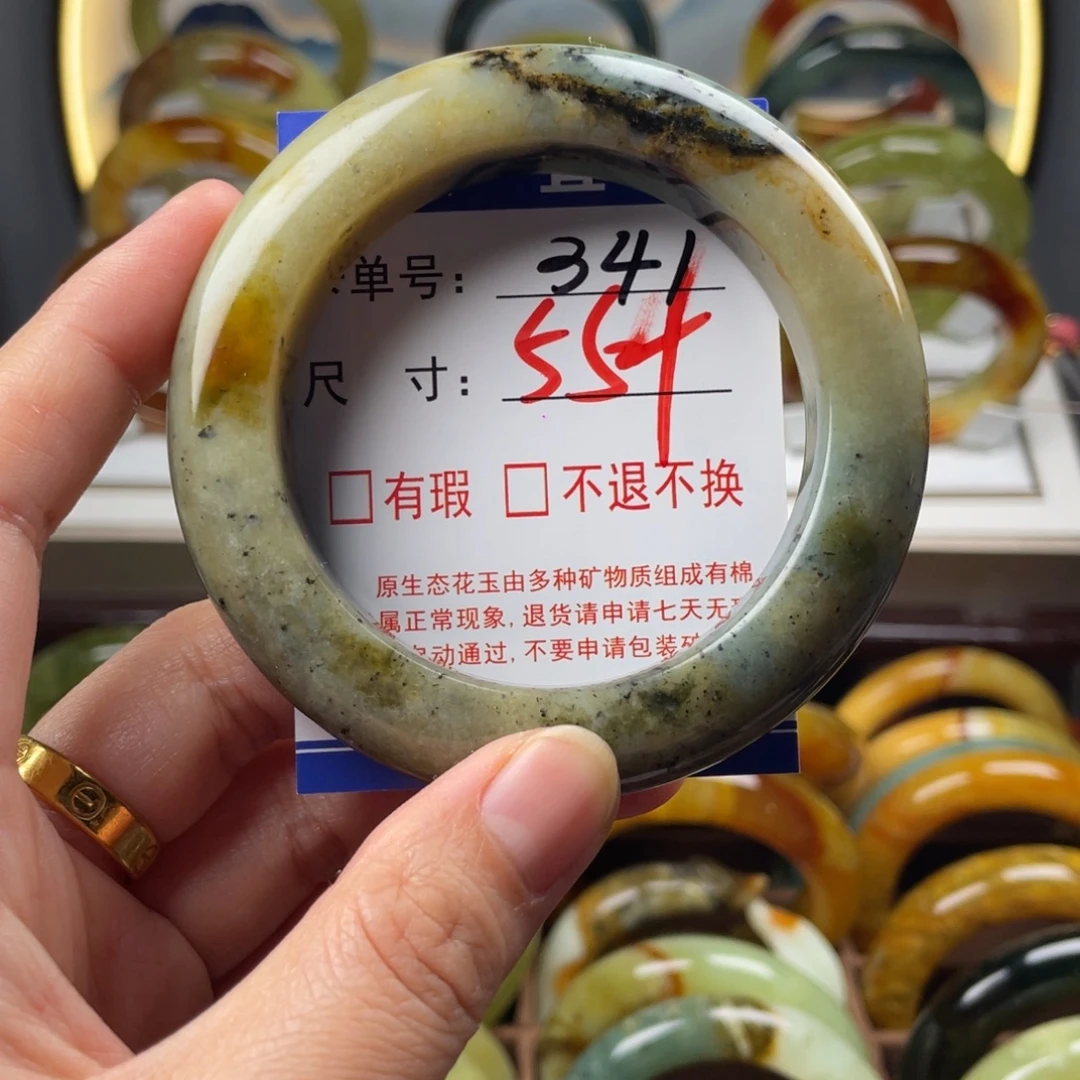 单号: 341
尺 寸: 55+
□有瑕 □不退不换
原生态花玉由多种矿物质组成有棉
属正常现象,退货请申请七天无
动通过,不要申请包装